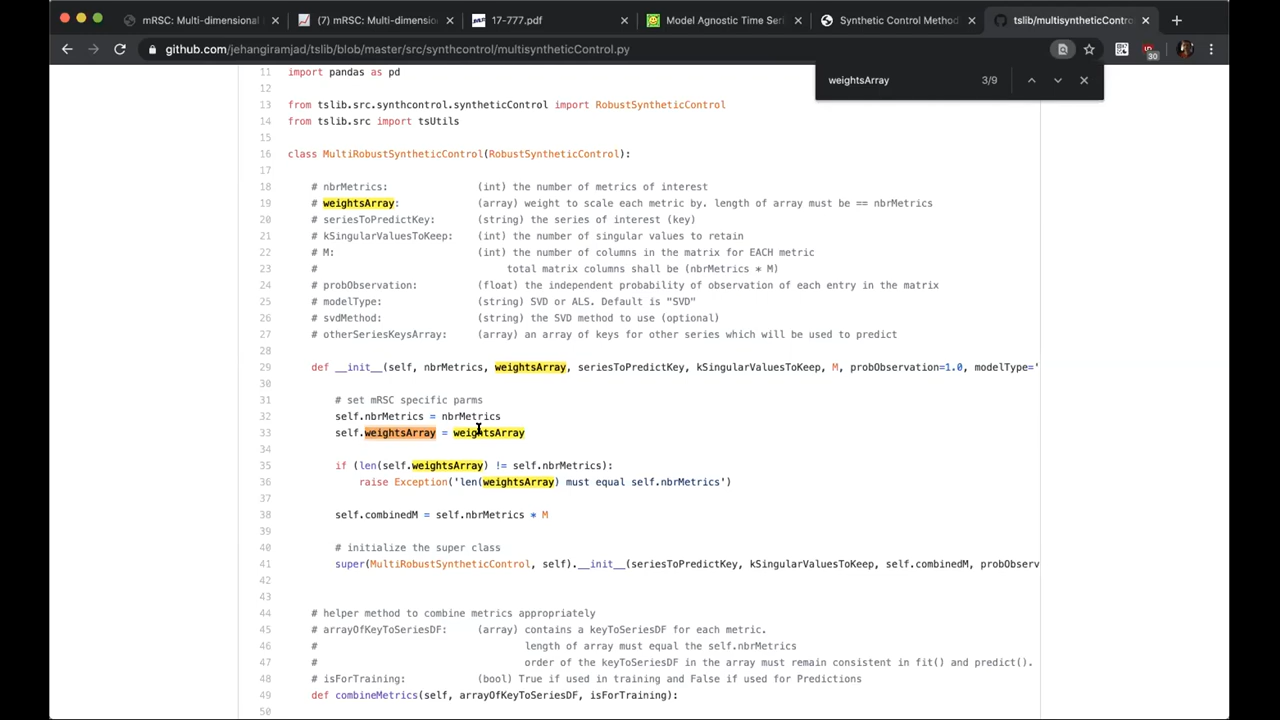 mRSC: Multi-dimensional
(7) mRSC: Multi-dimensio
17-777.pdf
Model Agnostic Time Seri
Synthetic Control Method
tslib/multisyntheticContro
github.com/jehangiramjad/tslib/blob/master/src/synthcontrol/multisyntheticControl.py
30
weightsArray 3/9
11 import pandas as pd
12
13 from tslib.src.synthcontrol.syntheticControl import RobustSyntheticControl
14 from tslib.src import tsUtils
15
16 class MultiRobustSyntheticControl(RobustSyntheticControl):
17
18 # nbrMetrics: (int) the number of metrics of interest
19 # weightsArray: (array) weight to scale each metric by. length of array must be == nbrMetrics
20 # seriesToPredictKey: (string) the series of interest (key)
21 # kSingularValuesToKeep: (int) the number of singular values to retain
22 # M: (int) the number of columns in the matrix for EACH metric
23 # total matrix columns shall be (nbrMetrics * M)
24 # probObservation: (float) the independent probability of observation of each entry in the matrix
25 # modelType: (string) SVD or ALS. Default is "SVD"
26 # svdMethod: (string) the SVD method to use (optional)
27 # otherSeriesKeysArray: (array) an array of keys for other series which will be used to predict
28
29 def __init__(self, nbrMetrics, weightsArray, seriesToPredictKey, kSingularValuesToKeep, M, probObservation=1.0, modelType='
30
31 # set mRSC specific parms
32 self.nbrMetrics = nbrMetrics
33 self.weightsArray = weightsArray
34
35 if (len(self.weightsArray) != self.nbrMetrics):
36 raise Exception('len(weightsArray) must equal self.nbrMetrics')
37
38 self.combinedM = self.nbrMetrics * M
39
40 # initialize the super class
41 super(MultiRobustSyntheticControl, self).__init__(seriesToPredictKey, kSingularValuesToKeep, self.combinedM, probObserv
42
43
44 # helper method to combine metrics appropriately
45 # arrayOfKeyToSeriesDF: (array) contains a keyToSeriesDF for each metric.
46 # length of array must equal the self.nbrMetrics
47 # order of the keyToSeriesDF in the array must remain consistent in fit() and predict().
48 # isForTraining: (bool) True if used in training and False if used for Predictions
49 def combineMetrics(self, arrayOfKeyToSeriesDF, isForTraining):
50